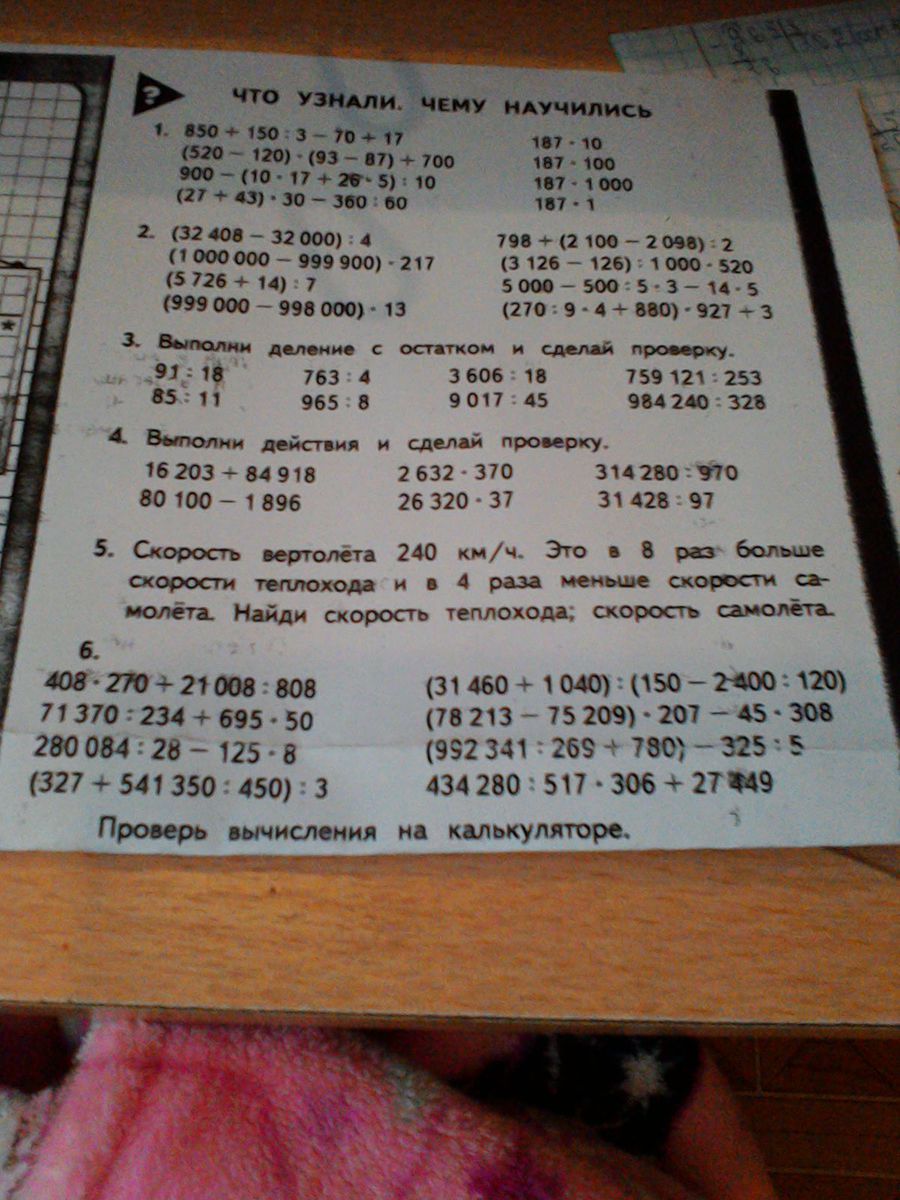 ?
ЧТО УЗНАЛИ. ЧЕМУ НАУЧИЛИСЬ
1. 850 + 150 : 3 − 70 + 17
(520 − 120) · (93 − 87) + 700
900 − (10 · 17 + 26 · 5) : 10
(27 + 43) · 30 − 360 : 60
187 · 10
187 · 100
187 · 1 000
187 · 1
2. (32 408 − 32 000) : 4
(1 000 000 − 999 900) · 217
(5 726 + 14) : 7
(999 000 − 998 000) · 13
798 + (2 100 − 2 098) : 2
(3 126 − 126) : 1 000 · 520
5 000 − 500 : 5 · 3 − 14 · 5
(270 : 9 · 4 + 880) · 927 + 3
3. Выполни деление с остатком и сделай проверку.
91 : 18 763 : 4 3 606 : 18 759 121 : 253
85 : 11 965 : 8 9 017 : 45 984 240 : 328
4. Выполни действия и сделай проверку.
16 203 + 84 918 2 632 · 370 314 280 : 970
80 100 − 1 896 26 320 · 37 31 428 : 97
5. Скорость вертолёта 240 км/ч. Это в 8 раз больше
скорости теплохода и в 4 раза меньше скорости са-
молёта. Найди скорость теплохода; скорость самолёта.
6.
408 · 270 + 21 008 : 808
71 370 : 234 + 695 · 50
280 084 : 28 − 125 · 8
(327 + 541 350 : 450) : 3
(31 460 + 1 040) : (150 − 2 400 : 120)
(78 213 − 75 209) · 207 − 45 · 308
(992 341 : 269 + 780) − 325 : 5
434 280 : 517 · 306 + 27 449
Проверь вычисления на калькуляторе.